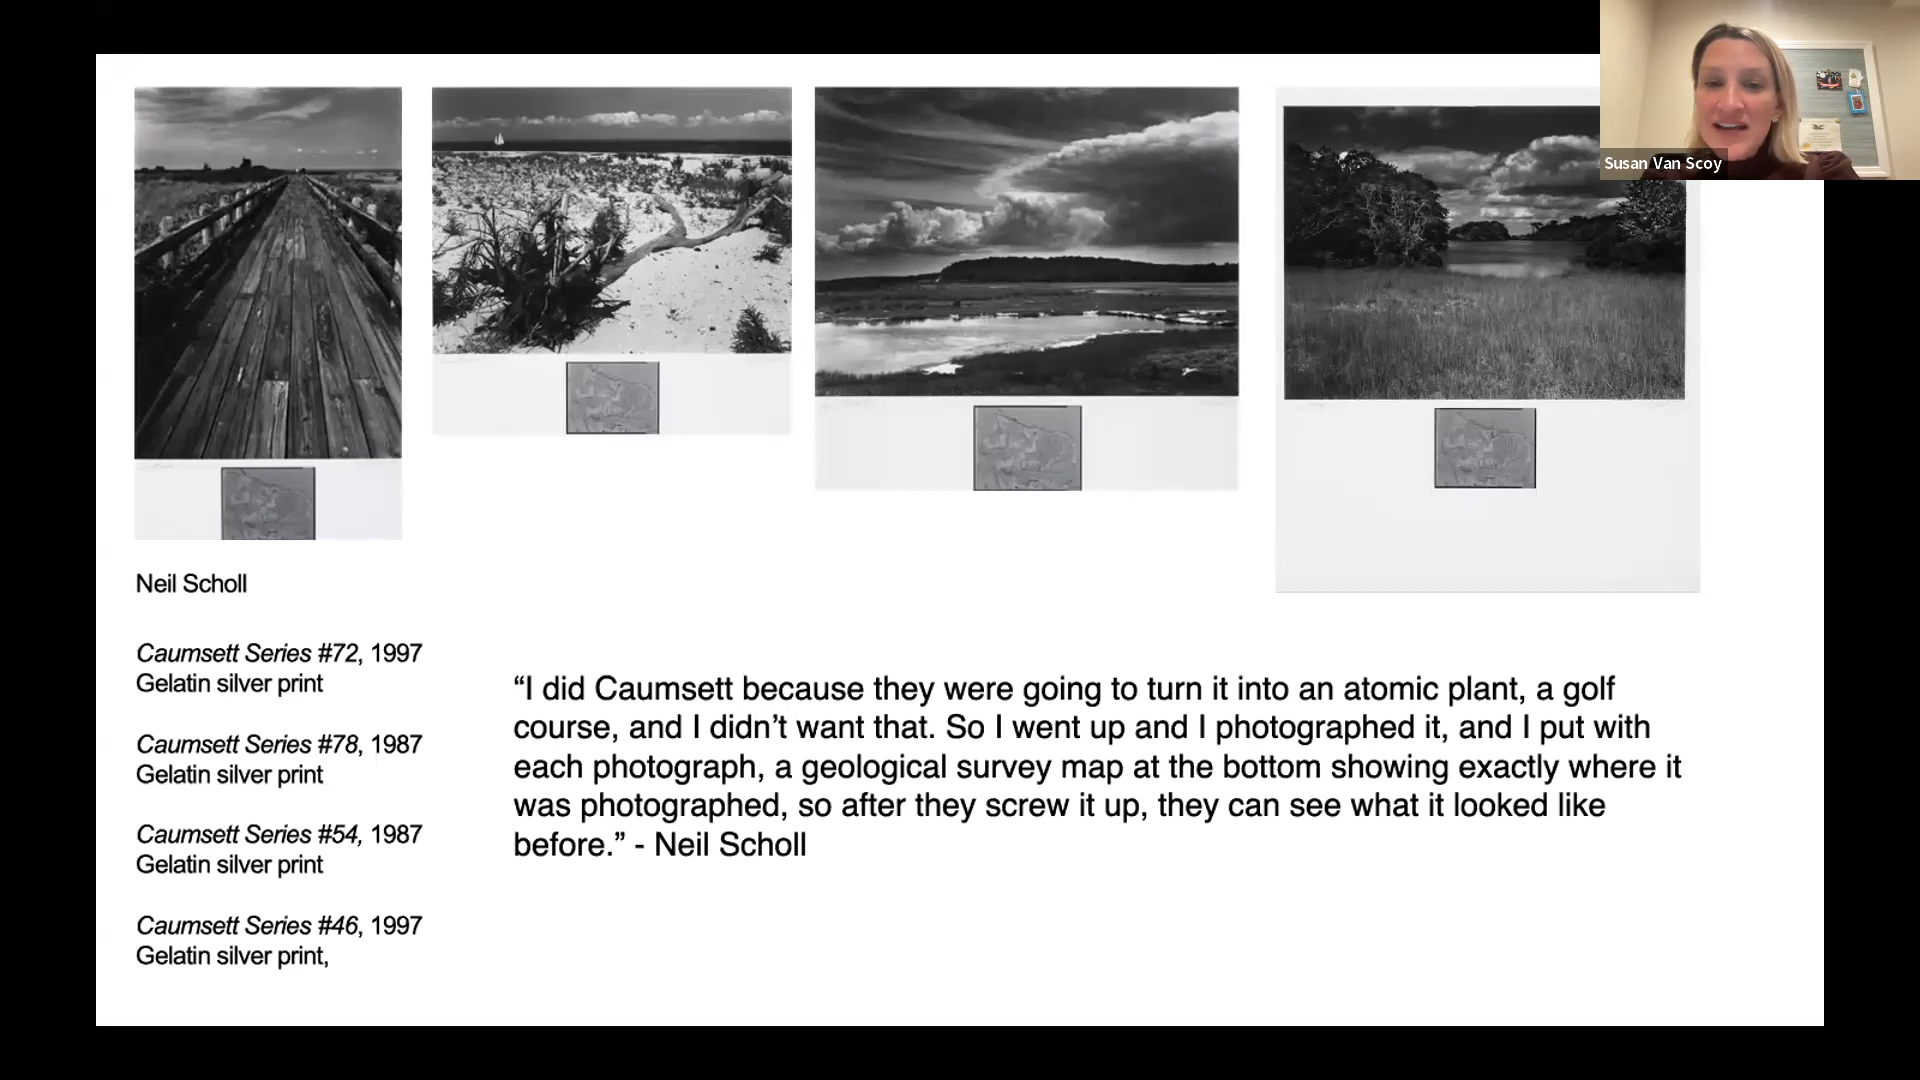 Susan Van Scoy
Neil Scholl
Caumsett Series #72, 1997
Gelatin silver print
Caumsett Series #78, 1987
Gelatin silver print
Caumsett Series #54, 1987
Gelatin silver print
Caumsett Series #46, 1997
Gelatin silver print,
“I did Caumsett because they were going to turn it into an atomic plant, a golf
course, and I didn’t want that. So I went up and I photographed it, and I put with
each photograph, a geological survey map at the bottom showing exactly where it
was photographed, so after they screw it up, they can see what it looked like
before.” - Neil Scholl